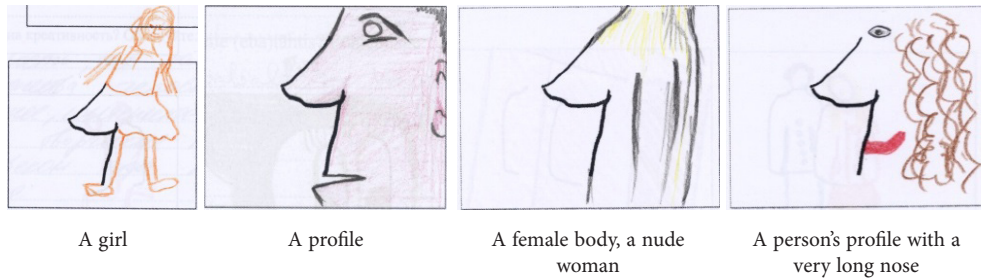 A girl
A profile
A female body, a nude
woman
A person's profile with a
very long nose